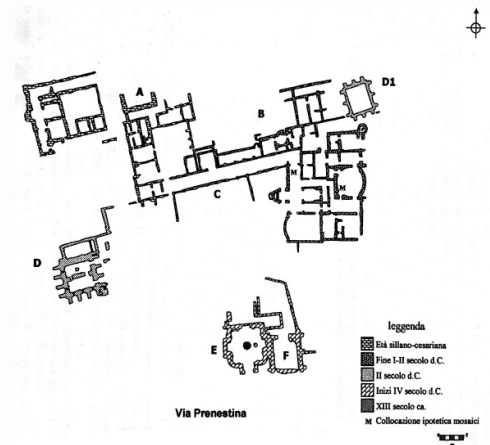 A
B
D1
M
M
C
D
E
F
Via Prenestina
leggenda
Età sillano-cesariana
Fine I-II secolo d.C.
II secolo d.C.
Inizi IV secolo d.C.
XIII secolo ca.
M Collocazione ipotetica mosaici